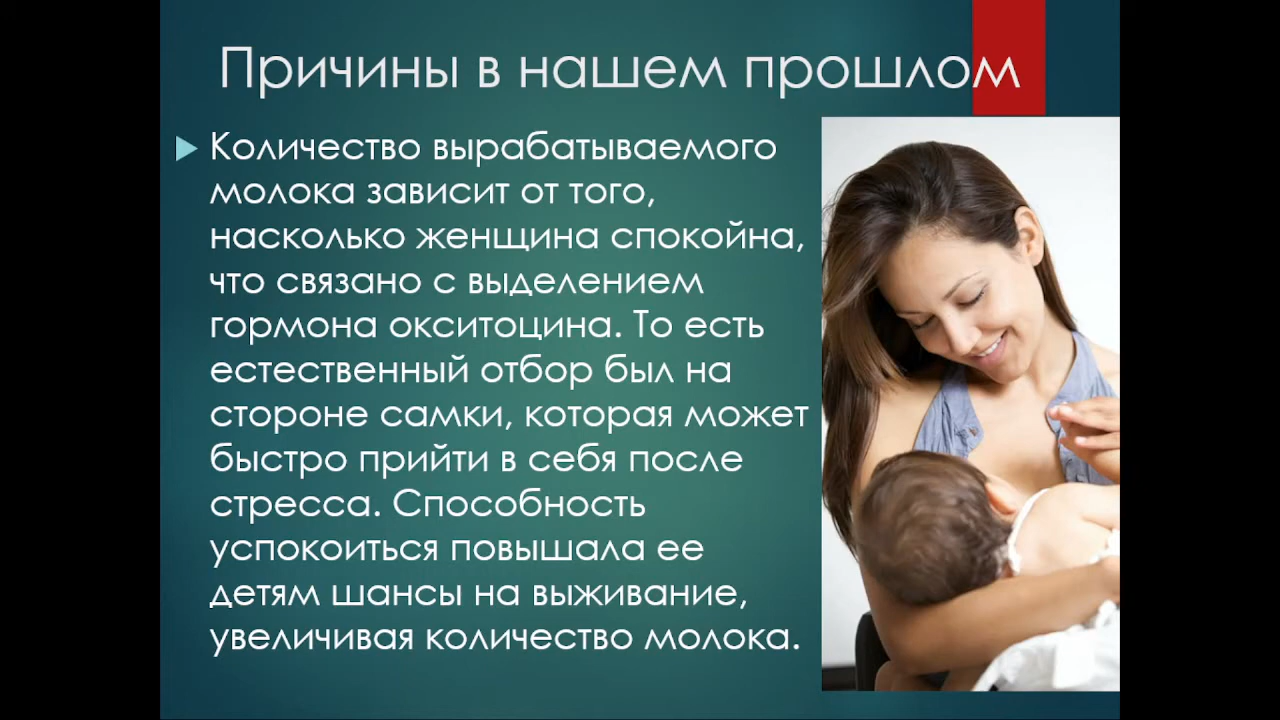 Причины в нашем прошлом
Количество вырабатываемого
молока зависит от того,
насколько женщина спокойна,
что связано с выделением
гормона окситоцина. То есть
естественный отбор был на
стороне самки, которая может
быстро прийти в себя после
стресса. Способность
успокоиться повышала ее
детям шансы на выживание,
увеличивая количество молока.